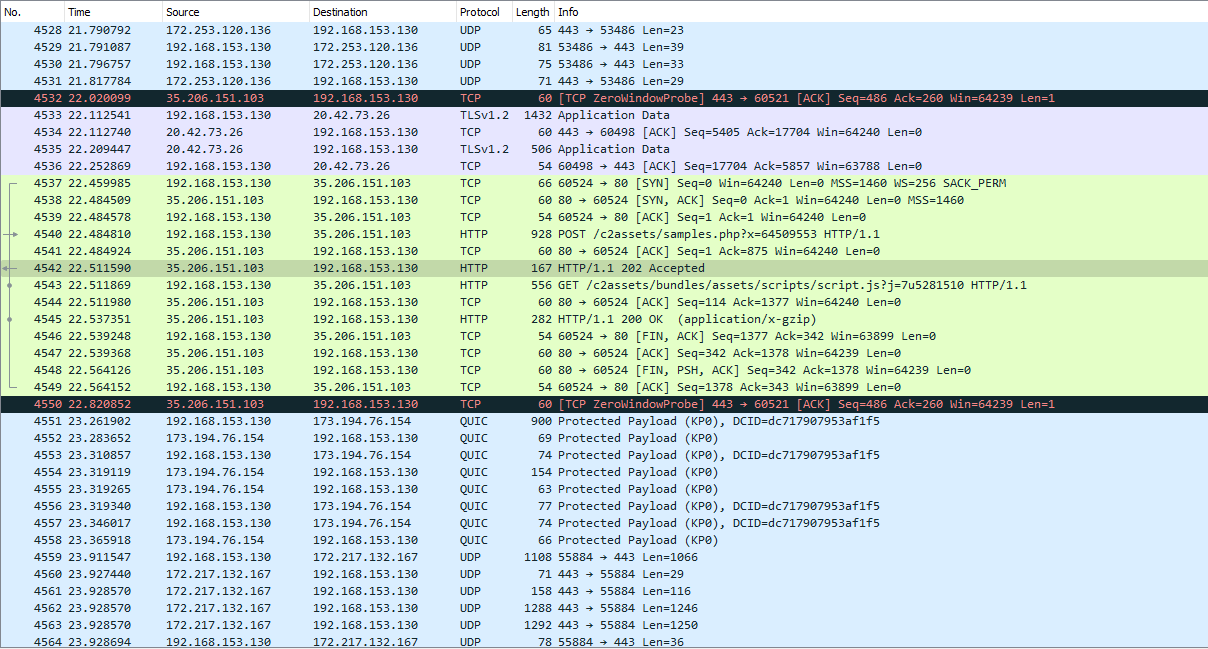 No. Time Source Destination Protocol Length Info
4528 21.790792 172.253.120.136 192.168.153.130 UDP 65 443 → 53486 Len=23
4529 21.791087 192.168.153.130 172.253.120.136 UDP 81 53486 → 443 Len=39
4530 21.796757 192.168.153.130 172.253.120.136 UDP 75 53486 → 443 Len=33
4531 21.817784 172.253.120.136 192.168.153.130 UDP 71 443 → 53486 Len=29
4532 22.020099 35.206.151.103 192.168.153.130 TCP 60 [TCP ZeroWindowProbe] 443 → 60521 [ACK] Seq=486 Ack=260 Win=64239 Len=1
4533 22.112541 192.168.153.130 20.42.73.26 TLSv1.2 1432 Application Data
4534 22.112740 20.42.73.26 192.168.153.130 TCP 60 443 → 60498 [ACK] Seq=5405 Ack=17704 Win=64240 Len=0
4535 22.209447 20.42.73.26 192.168.153.130 TLSv1.2 506 Application Data
4536 22.252869 192.168.153.130 20.42.73.26 TCP 54 60498 → 443 [ACK] Seq=17704 Ack=5857 Win=63788 Len=0
4537 22.459985 192.168.153.130 35.206.151.103 TCP 66 60524 → 80 [SYN] Seq=0 Win=64240 Len=0 MSS=1460 WS=256 SACK_PERM
4538 22.484509 35.206.151.103 192.168.153.130 TCP 60 80 → 60524 [SYN, ACK] Seq=0 Ack=1 Win=64240 Len=0 MSS=1460
4539 22.484578 192.168.153.130 35.206.151.103 TCP 54 60524 → 80 [ACK] Seq=1 Ack=1 Win=64240 Len=0
4540 22.484810 192.168.153.130 35.206.151.103 HTTP 928 POST /c2assets/samples.php?x=64509553 HTTP/1.1
4541 22.484924 35.206.151.103 192.168.153.130 TCP 60 80 → 60524 [ACK] Seq=1 Ack=875 Win=64240 Len=0
4542 22.511590 35.206.151.103 192.168.153.130 HTTP 167 HTTP/1.1 202 Accepted
4543 22.511869 192.168.153.130 35.206.151.103 HTTP 556 GET /c2assets/bundles/assets/scripts/script.js?j=7u5281510 HTTP/1.1
4544 22.511980 35.206.151.103 192.168.153.130 TCP 60 80 → 60524 [ACK] Seq=114 Ack=1377 Win=64240 Len=0
4545 22.537351 35.206.151.103 192.168.153.130 HTTP 282 HTTP/1.1 200 OK (application/x-gzip)
4546 22.539248 192.168.153.130 35.206.151.103 TCP 54 60524 → 80 [FIN, ACK] Seq=1377 Ack=342 Win=63899 Len=0
4547 22.539368 35.206.151.103 192.168.153.130 TCP 60 80 → 60524 [ACK] Seq=342 Ack=1378 Win=64239 Len=0
4548 22.564126 35.206.151.103 192.168.153.130 TCP 60 80 → 60524 [FIN, PSH, ACK] Seq=342 Ack=1378 Win=64239 Len=0
4549 22.564152 192.168.153.130 35.206.151.103 TCP 54 60524 → 80 [ACK] Seq=1378 Ack=343 Win=63899 Len=0
4550 22.820852 35.206.151.103 192.168.153.130 TCP 60 [TCP ZeroWindowProbe] 443 → 60521 [ACK] Seq=486 Ack=260 Win=64239 Len=1
4551 23.261902 192.168.153.130 173.194.76.154 QUIC 900 Protected Payload (KP0), DCID=dc717907953af1f5
4552 23.283652 173.194.76.154 192.168.153.130 QUIC 69 Protected Payload (KP0)
4553 23.310857 192.168.153.130 173.194.76.154 QUIC 74 Protected Payload (KP0), DCID=dc717907953af1f5
4554 23.319119 173.194.76.154 192.168.153.130 QUIC 154 Protected Payload (KP0)
4555 23.319265 173.194.76.154 192.168.153.130 QUIC 63 Protected Payload (KP0)
4556 23.319340 192.168.153.130 173.194.76.154 QUIC 77 Protected Payload (KP0), DCID=dc717907953af1f5
4557 23.346017 192.168.153.130 173.194.76.154 QUIC 74 Protected Payload (KP0), DCID=dc717907953af1f5
4558 23.365918 173.194.76.154 192.168.153.130 QUIC 66 Protected Payload (KP0)
4559 23.911547 192.168.153.130 172.217.132.167 UDP 1108 55884 → 443 Len=1066
4560 23.927440 172.217.132.167 192.168.153.130 UDP 71 443 → 55884 Len=29
4561 23.928570 172.217.132.167 192.168.153.130 UDP 158 443 → 55884 Len=116
4562 23.928570 172.217.132.167 192.168.153.130 UDP 1288 443 → 55884 Len=1246
4563 23.928570 172.217.132.167 192.168.153.130 UDP 1292 443 → 55884 Len=1250
4564 23.928694 192.168.153.130 172.217.132.167 UDP 78 55884 → 443 Len=36